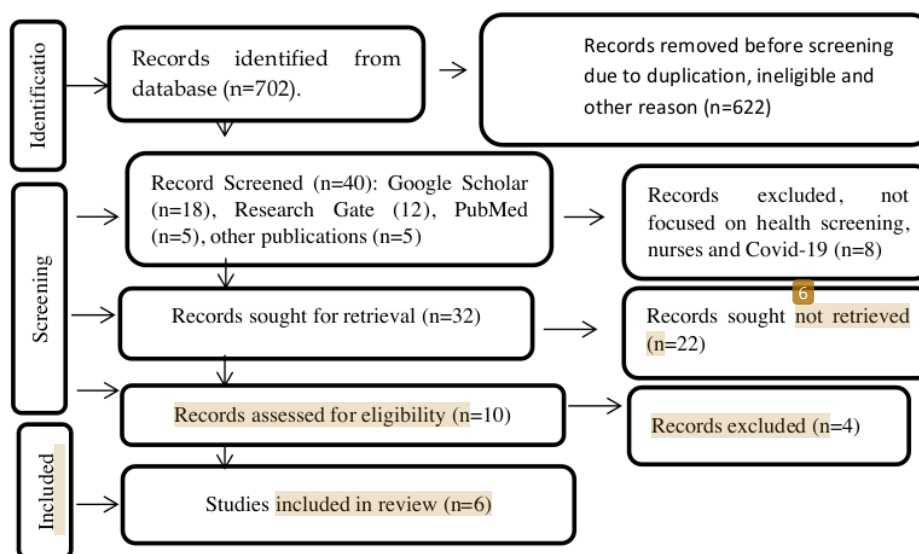 Identificatio
Records identified from
database (n=702).
Records removed before screening
due to duplication, ineligible and
other reason (n=622)
Screening
Record Screened (n=40): Google Scholar
(n=18), Research Gate (12), PubMed
(n=5), other publications (n=5)
Records excluded, not
focused on health screening,
nurses and Covid-19 (n=8)
Records sought for retrieval (n=32)
6
Records sought not retrieved
(n=22)
Records assessed for eligibility (n=10)
Records excluded (n=4)
Included
Studies included in review (n=6)